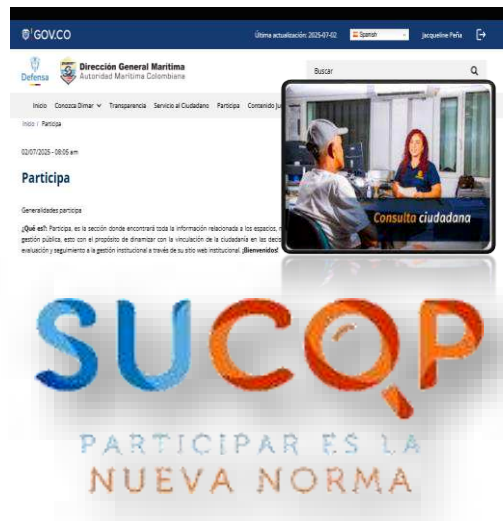 GOV.CO
Última actualización: 2025-07-02
Spanish
Jacqueline Peña
Defensa
Dirección General Marítima
Autoridad Marítima Colombiana
Buscar
Inicio Conozca Dimar Transparencia Servicio al Ciudadano Participa Contenido Ju
Inicio / Participa
02/07/2025 - 08:05 am
Participa
Generalidades participa
¿Qué es?: Participa, es la sección donde encontrará toda la información relacionada a los espacios,
gestión pública, esto con el propósito de dinamizar con la vinculación de la ciudadanía en las decis
evaluación y seguimiento a la gestión institucional a través de su sitio web institucional. ¡Bienvenidos!
Consulta ciudadana
SUCOP
PARTICIPAR ES LA
NUEVA NORMA